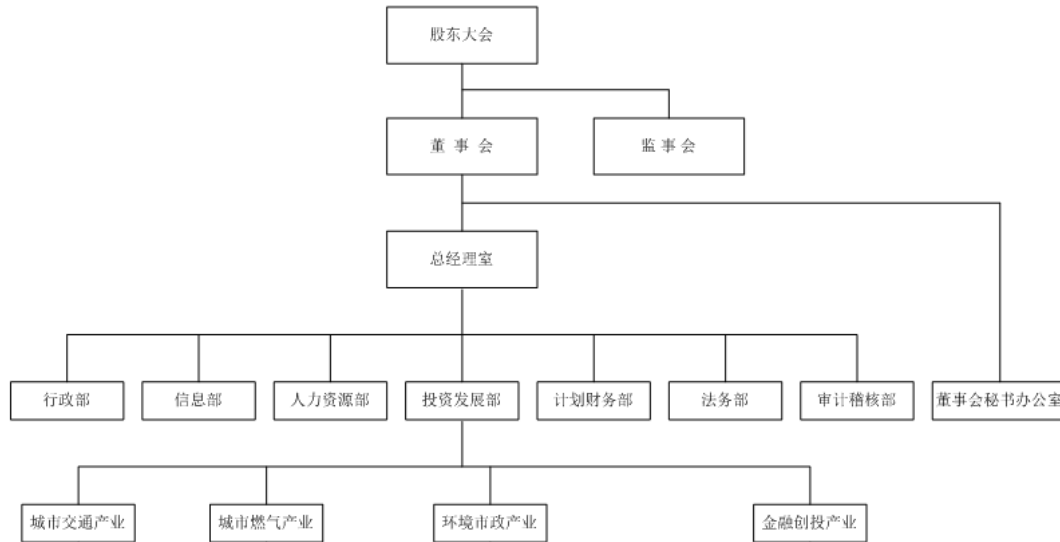 股东大会
董 事 会
监 事 会
总经理室
行政部
信息部
人力资源部
投资发展部
计划财务部
法务部
审计稽核部
董事会秘书办公室
城市交通产业
城市燃气产业
环境市政产业
金融创投产业